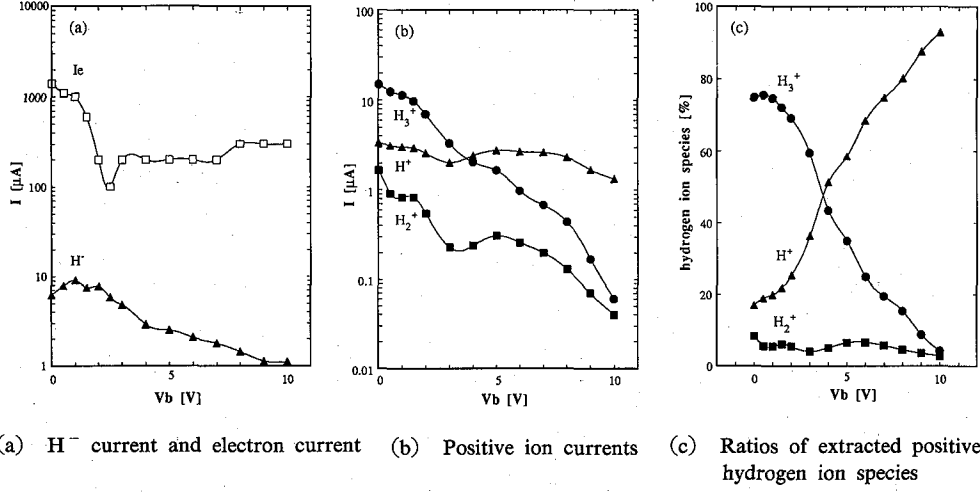 (a)
10000
1000
100
10
1
I [μA]
Ie
H⁻
0
5
10
Vb [V]
(b)
100
10
1
0.1
0.01
I [μA]
H₃⁺
H⁺
H₂⁺
0
5
10
Vb [V]
(c)
100
80
60
40
20
0
hydrogen ion species [%]
H₃⁺
H⁺
H₂⁺
0
5
10
Vb [V]
(a) H⁻ current and electron current
(b) Positive ion currents
(c) Ratios of extracted positive
hydrogen ion species